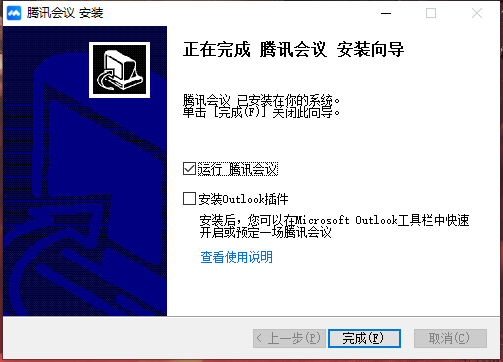 腾讯会议 安装
正在完成 腾讯会议 安装向导
腾讯会议 已安装在你的系统。
单击 [完成(F)] 关闭此向导。
运行 腾讯会议
安装Outlook插件
安装后，您可以在Microsoft Outlook工具栏中快速
开启或预定一场腾讯会议
查看使用说明
< 上一步(P)
完成(F)
取消(C)